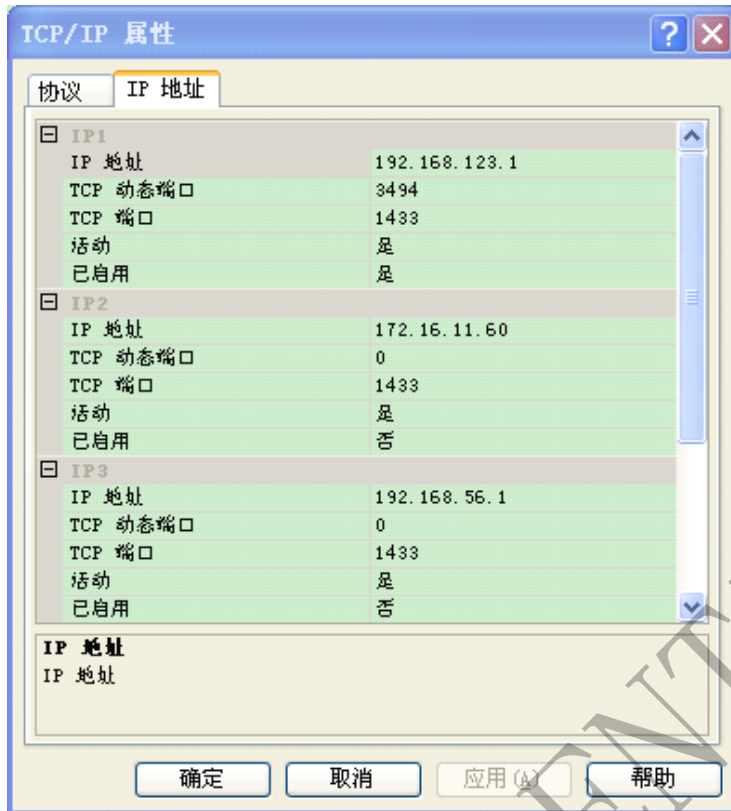 TCP/IP 属性
协议 IP 地址
IP1
IP 地址 192.168.123.1
TCP 动态端口 3494
TCP 端口 1433
活动 是
已启用 是
IP2
IP 地址 172.16.11.60
TCP 动态端口 0
TCP 端口 1433
活动 是
已启用 否
IP3
IP 地址 192.168.56.1
TCP 动态端口 0
TCP 端口 1433
活动 是
已启用 否
IP 地址
IP 地址
确定 取消 应用(A) 帮助